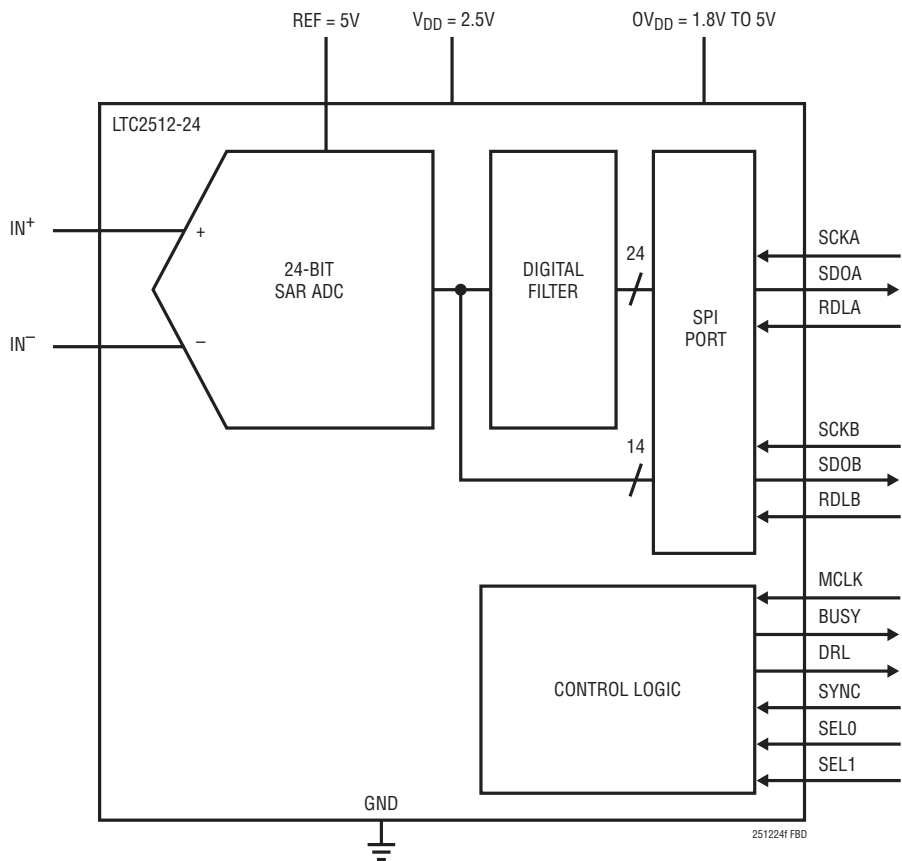 REF = 5V
VDD = 2.5V
OVDD = 1.8V TO 5V
LTC2512-24
IN+
IN−
+
−
24-BIT
SAR ADC
DIGITAL
FILTER
24
14
SPI
PORT
SCKA
SDOA
RDLA
SCKB
SDOB
RDLB
CONTROL LOGIC
MCLK
BUSY
DRL
SYNC
SEL0
SEL1
GND
251224f FBD